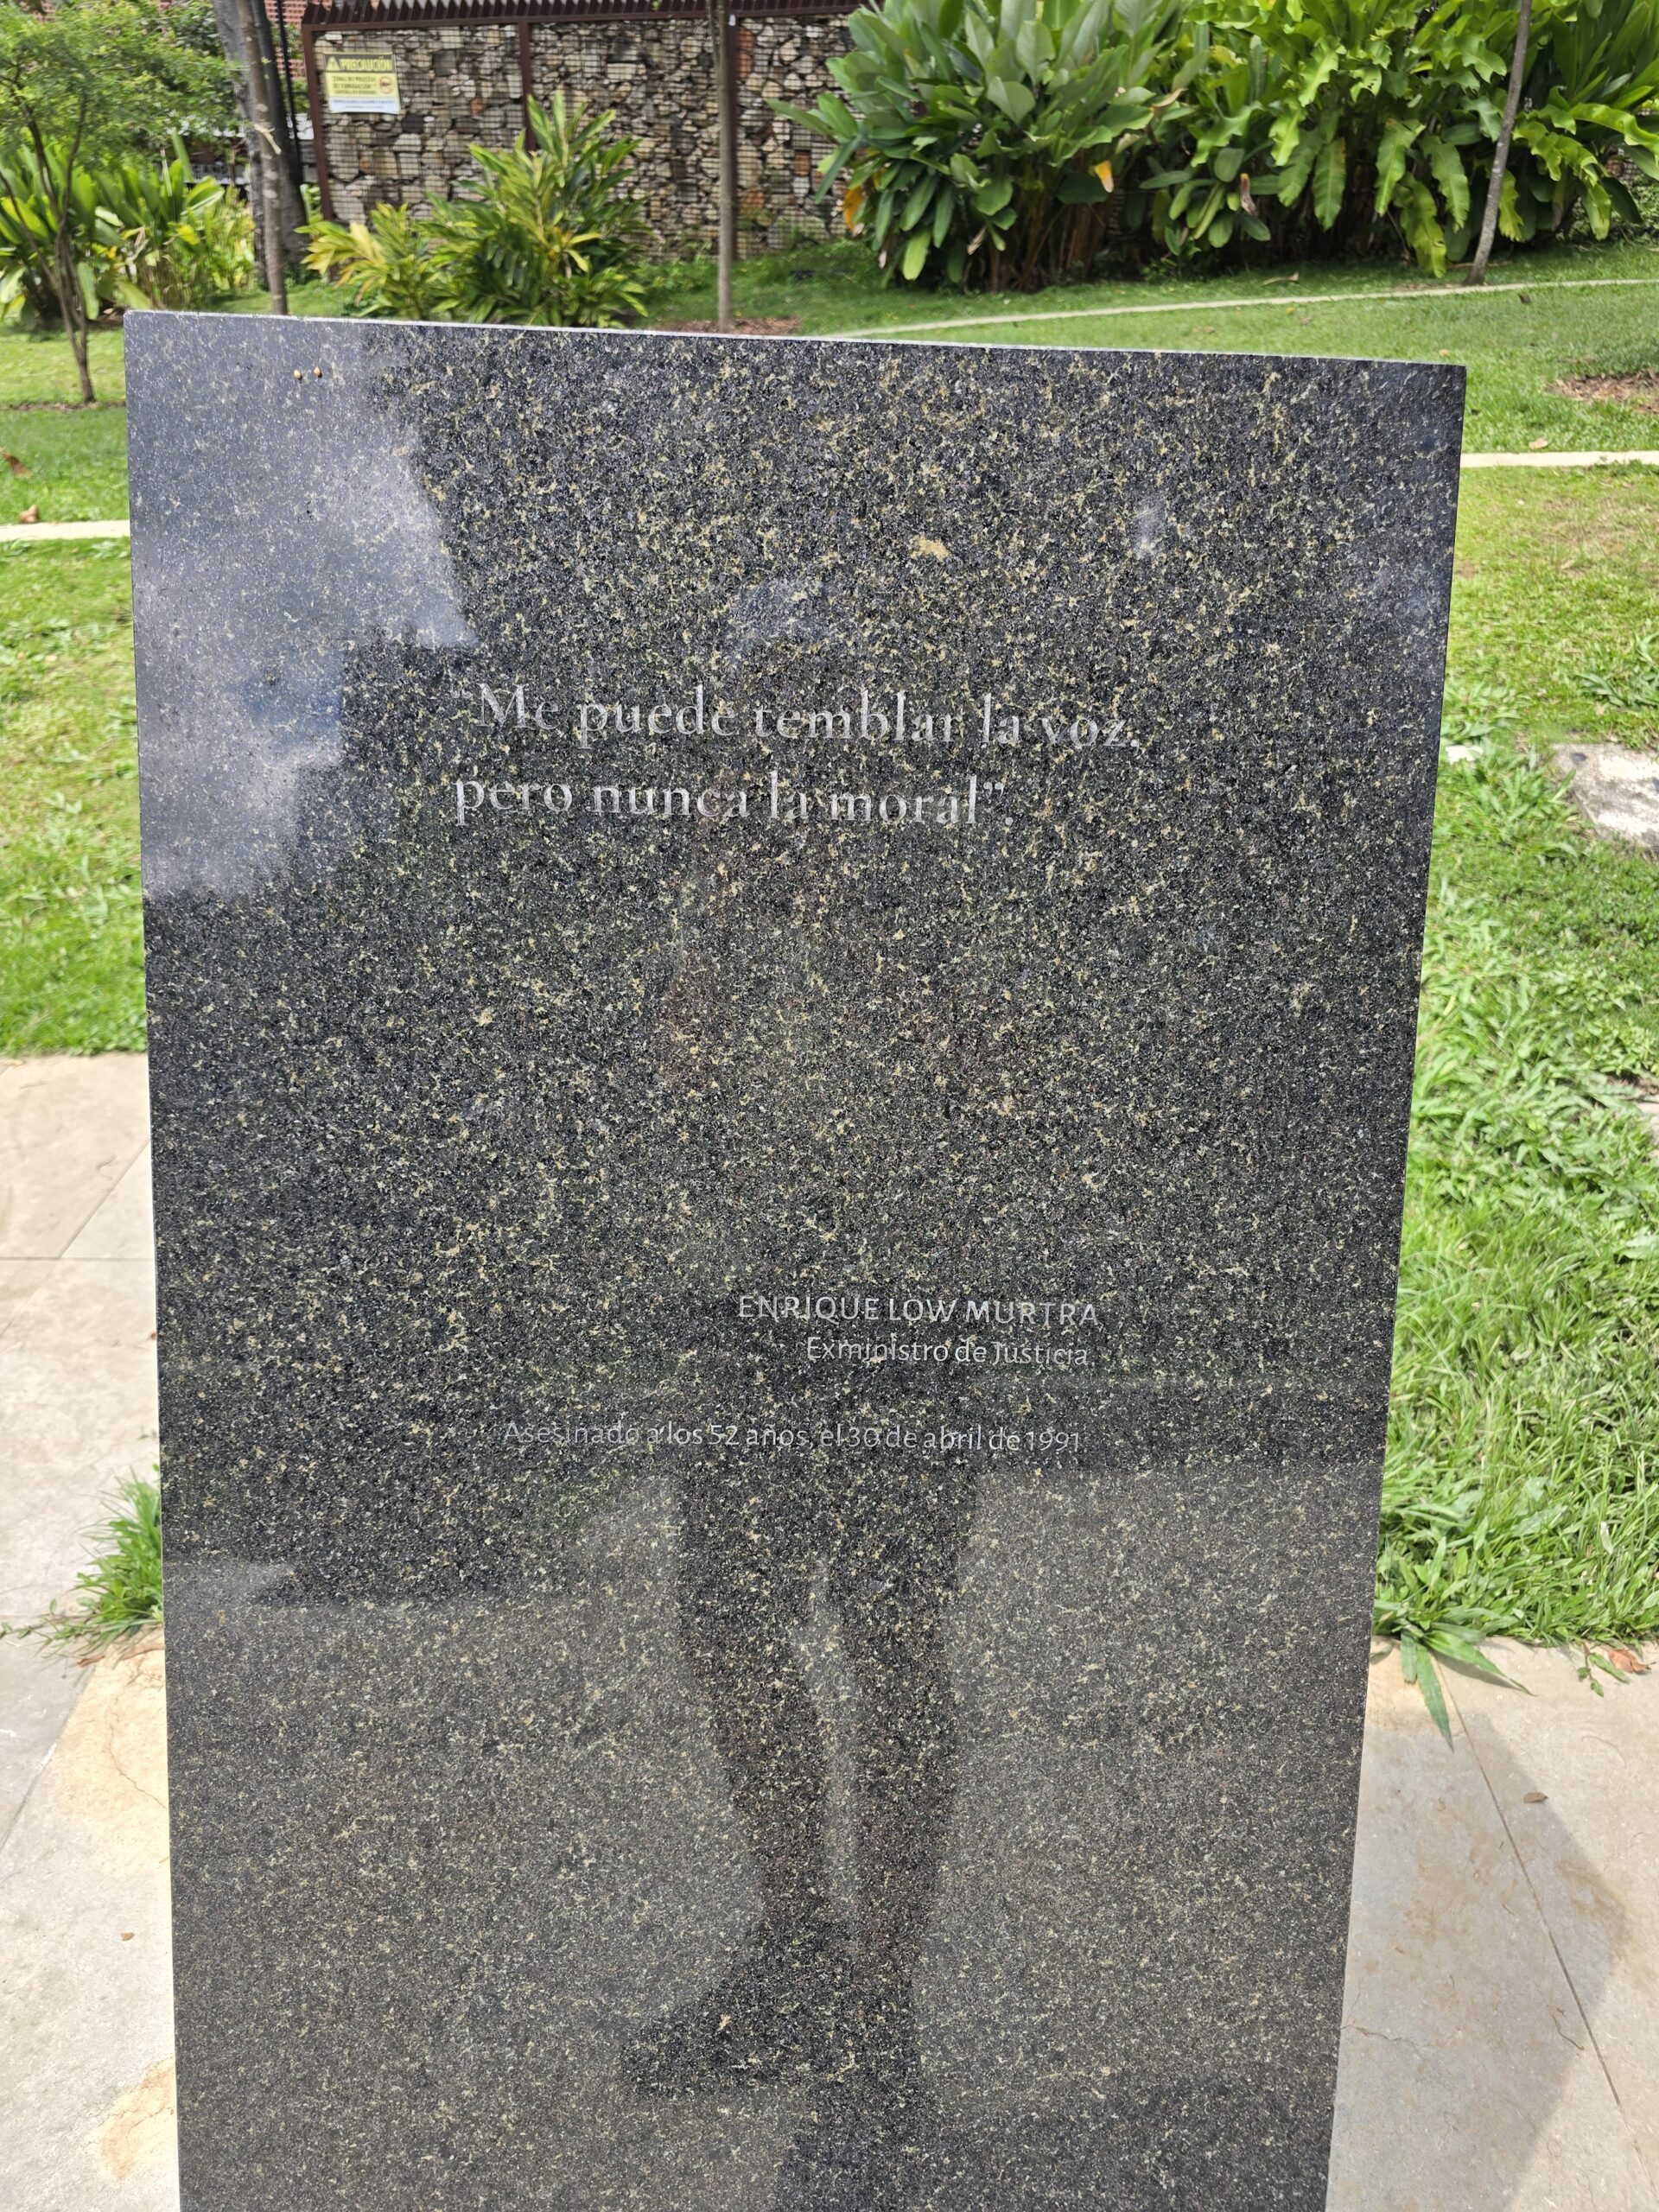 PRECAUCIÓN
"Me puede temblar la voz,
pero nunca la moral".
ENRIQUE LOW MURTRA
Exministro de Justicia
Asesinado a los 52 años, el 30 de abril de 1991